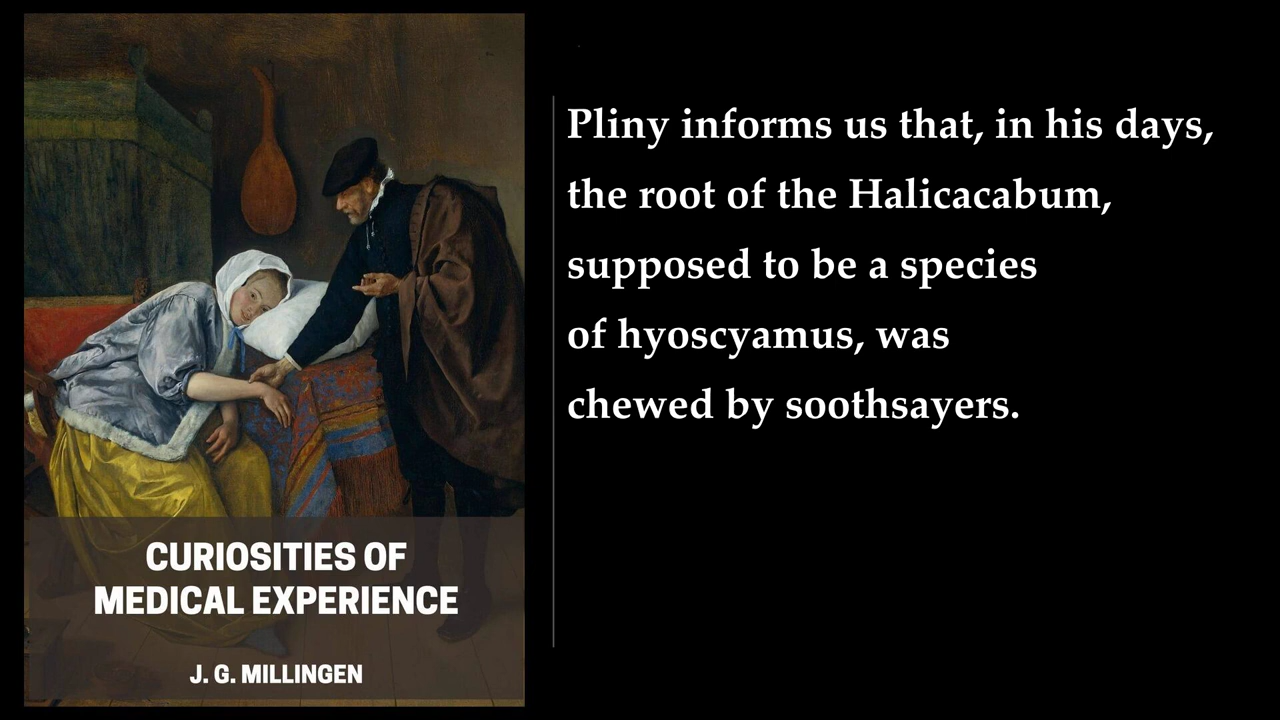 Pliny informs us that, in his days,
the root of the Halicacabum,
supposed to be a species
of hyoscyamus, was
chewed by soothsayers.
CURIOSITIES OF
MEDICAL EXPERIENCE
J. G. MILLINGEN